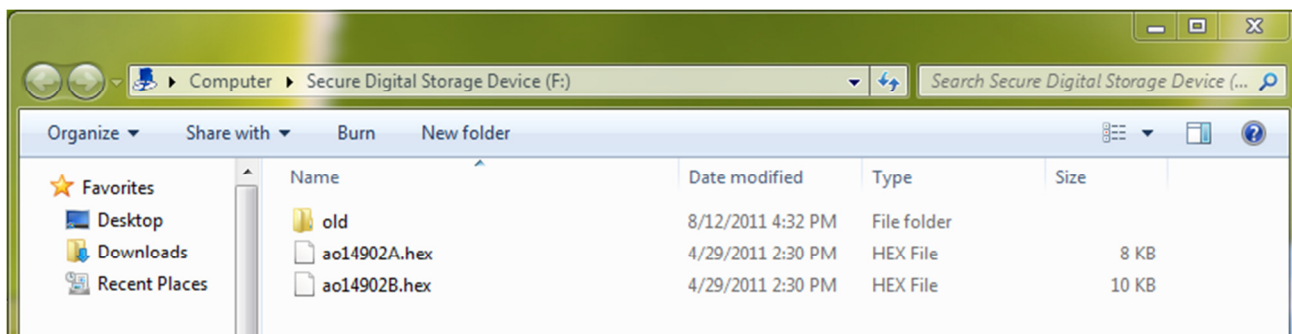 Computer Secure Digital Storage Device (F:) Search Secure Digital Storage Device (...
Organize Share with Burn New folder
Favorites Name Date modified Type Size
Desktop old 8/12/2011 4:32 PM File folder
Downloads ao14902A.hex 4/29/2011 2:30 PM HEX File 8 KB
Recent Places ao14902B.hex 4/29/2011 2:30 PM HEX File 10 KB